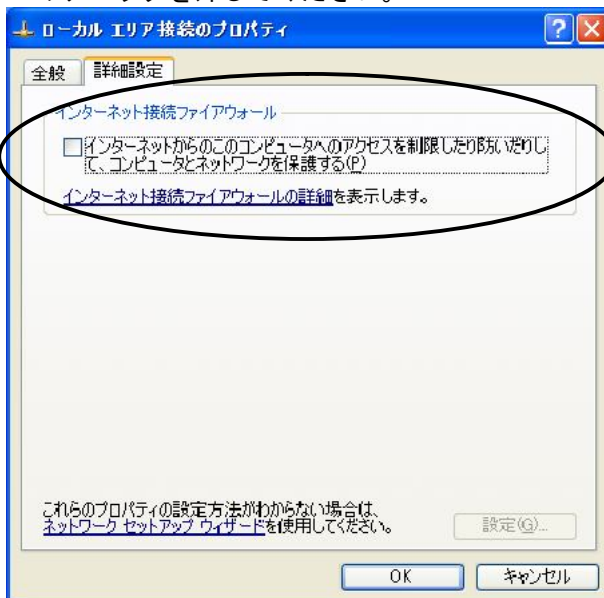 を押してください。
ローカル エリア接続のプロパティ
全般
詳細設定
インターネット接続ファイアウォール
インターネットからのこのコンピュータへのアクセスを制限したり防いだりし
て、コンピュータとネットワークを保護する(P)
インターネット接続ファイアウォールの詳細を表示します。
これらのプロパティの設定方法がわからない場合は、
ネットワーク セットアップ ウィザードを使用してください。
設定(G)...
OK
キャンセル